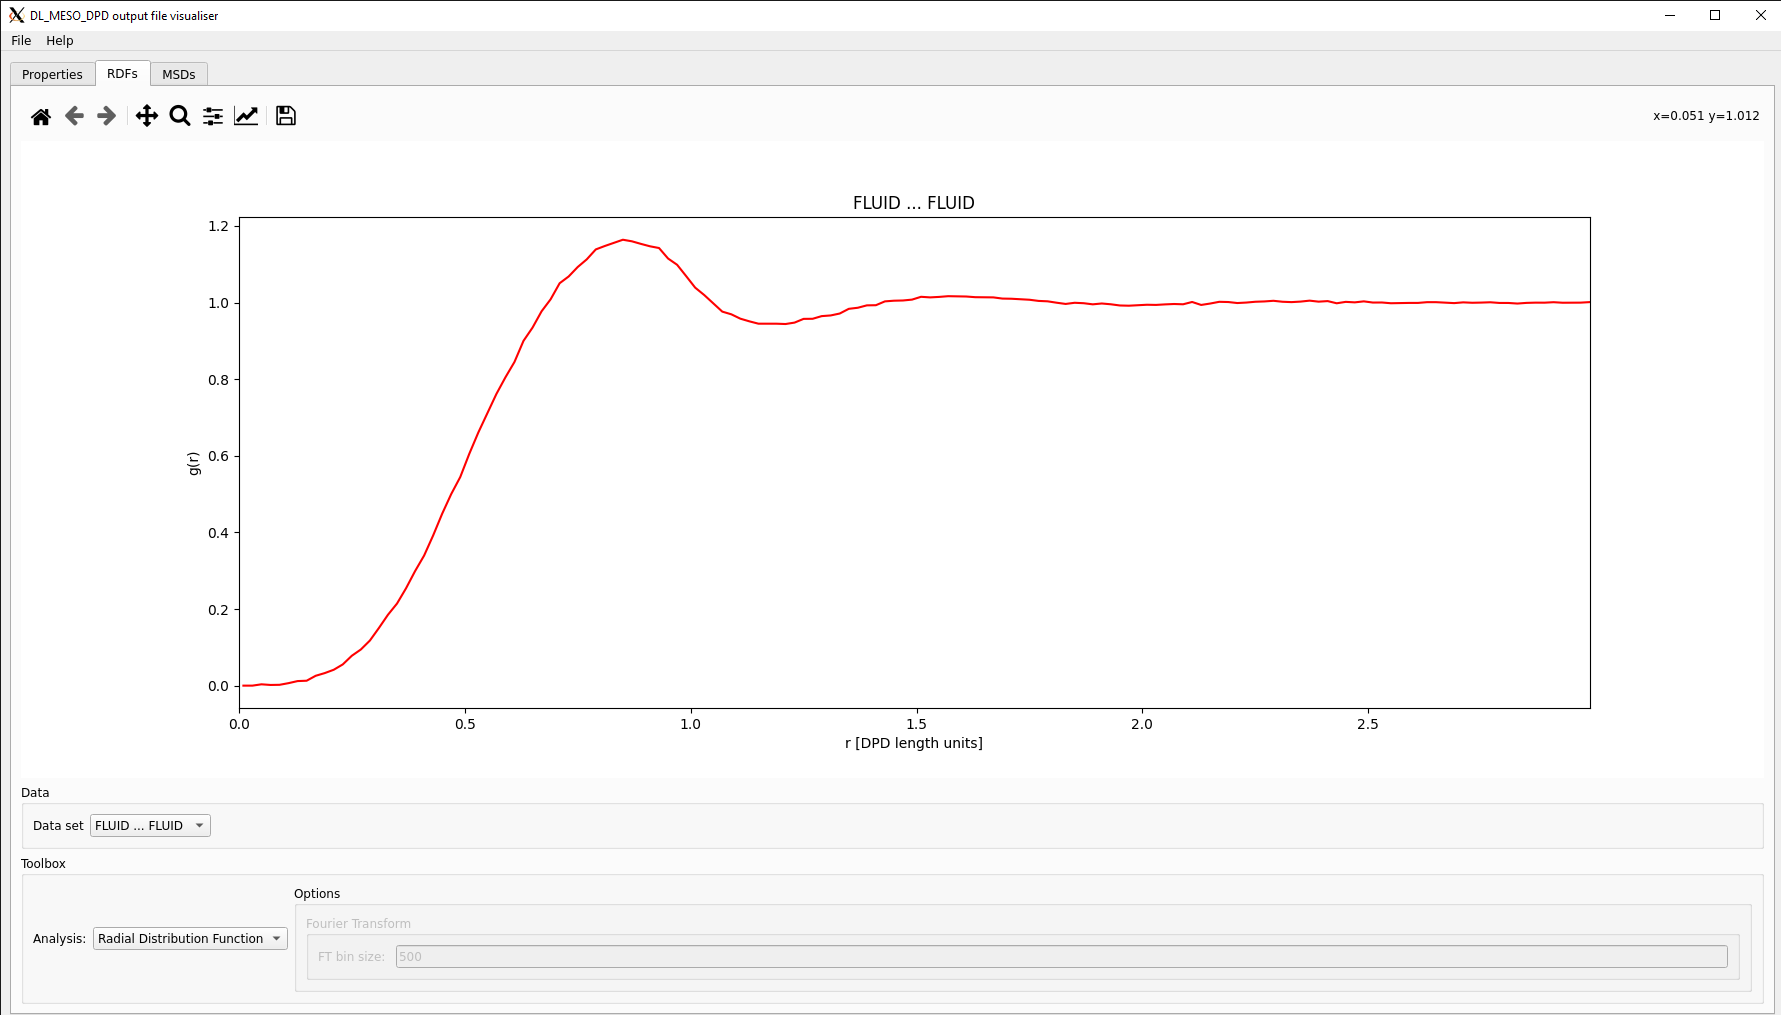 DL_MESO_DPD output file visualiser
File Help
Properties RDFs MSDs
x=0.051 y=1.012
FLUID ... FLUID
1.2
1.0
0.8
0.6
0.4
0.2
0.0
g(r)
0.0 0.5 1.0 1.5 2.0 2.5
r [DPD length units]
Data
Data set FLUID ... FLUID
Toolbox
Options
Fourier Transform
Analysis: Radial Distribution Function
FT bin size: 500